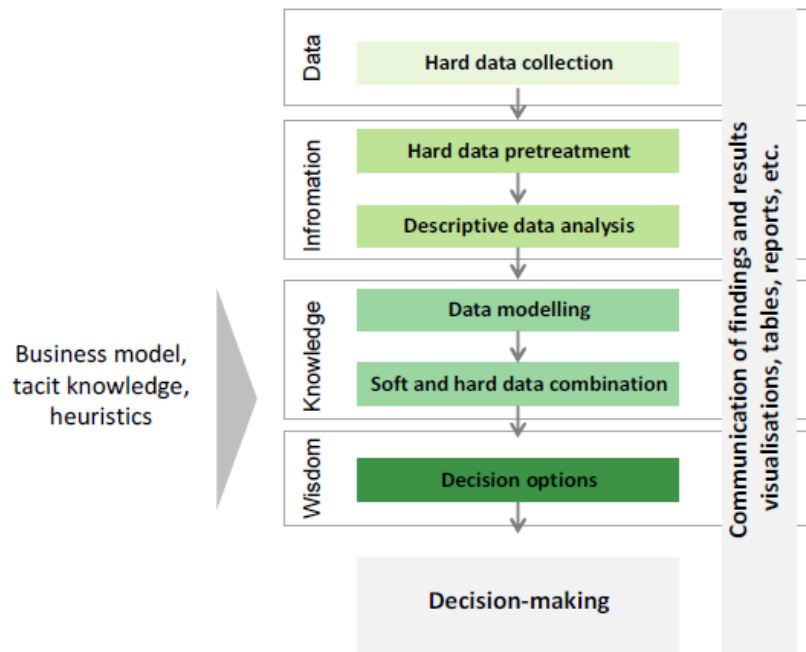 Data
Hard data collection
Infromation
Hard data pretreatment
Descriptive data analysis
Knowledge
Data modelling
Soft and hard data combination
Business model,
tacit knowledge,
heuristics
Wisdom
Decision options
Decision-making
Communication of findings and results
visualisations, tables, reports, etc.